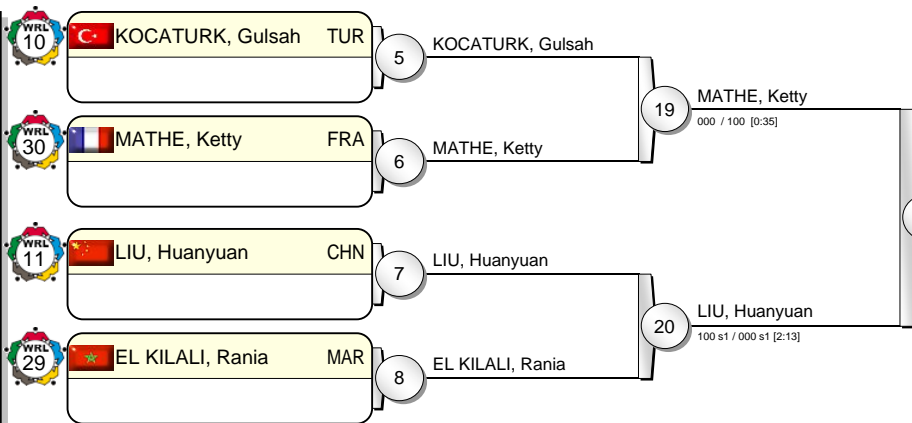 WRL
10
KOCATURK, Gulsah TUR
5
KOCATURK, Gulsah
19
MATHE, Ketty
000 / 100 [0:35]
WRL
30
MATHE, Ketty FRA
6
MATHE, Ketty
WRL
11
LIU, Huanyuan CHN
7
LIU, Huanyuan
20
LIU, Huanyuan
100 s1 / 000 s1 [2:13]
WRL
29
EL KILALI, Rania MAR
8
EL KILALI, Rania